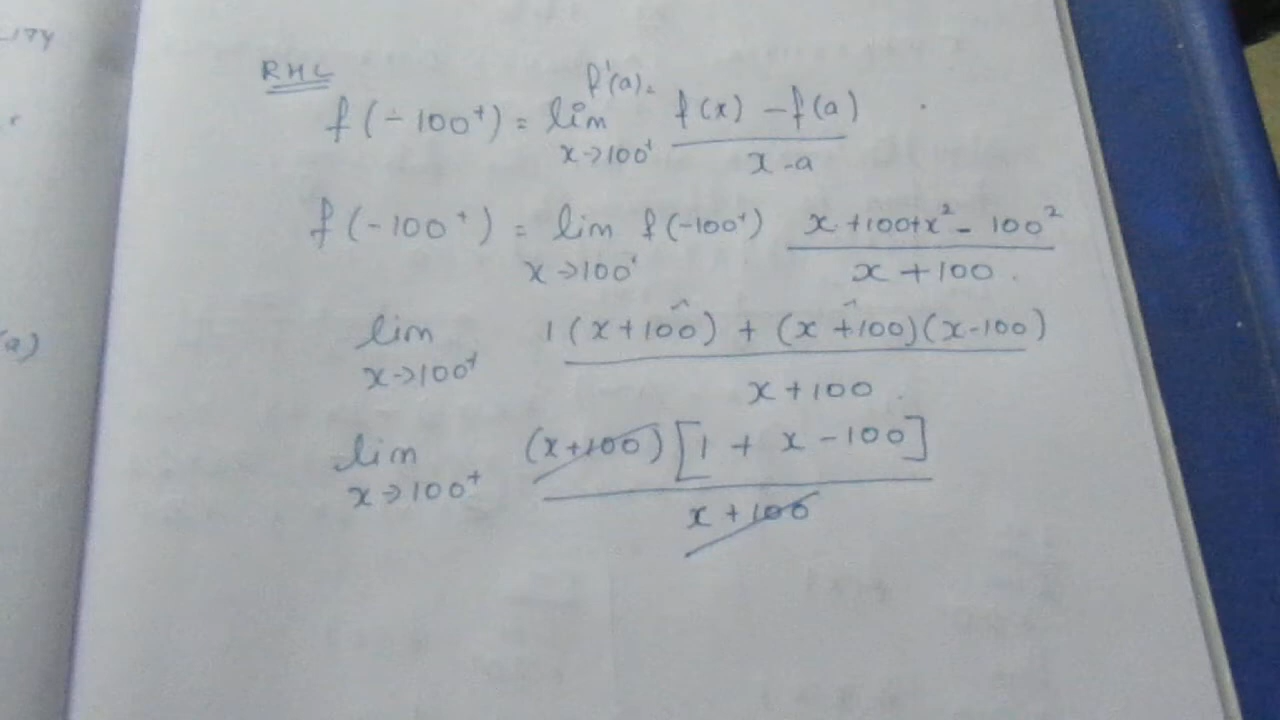 174
a)
RHL
f'(a) =
f(-100⁺) = lim f(x) - f(a)
x→100⁺ x-a
f(-100⁺) = lim f(-100⁺) x+100+x² - 100²
x→100⁺ x+100.
lim 1(x+100) + (x+100)(x-100)
x→100⁺ x+100.
lim (x+100)[1 + x - 100]
x→100⁺ x+100